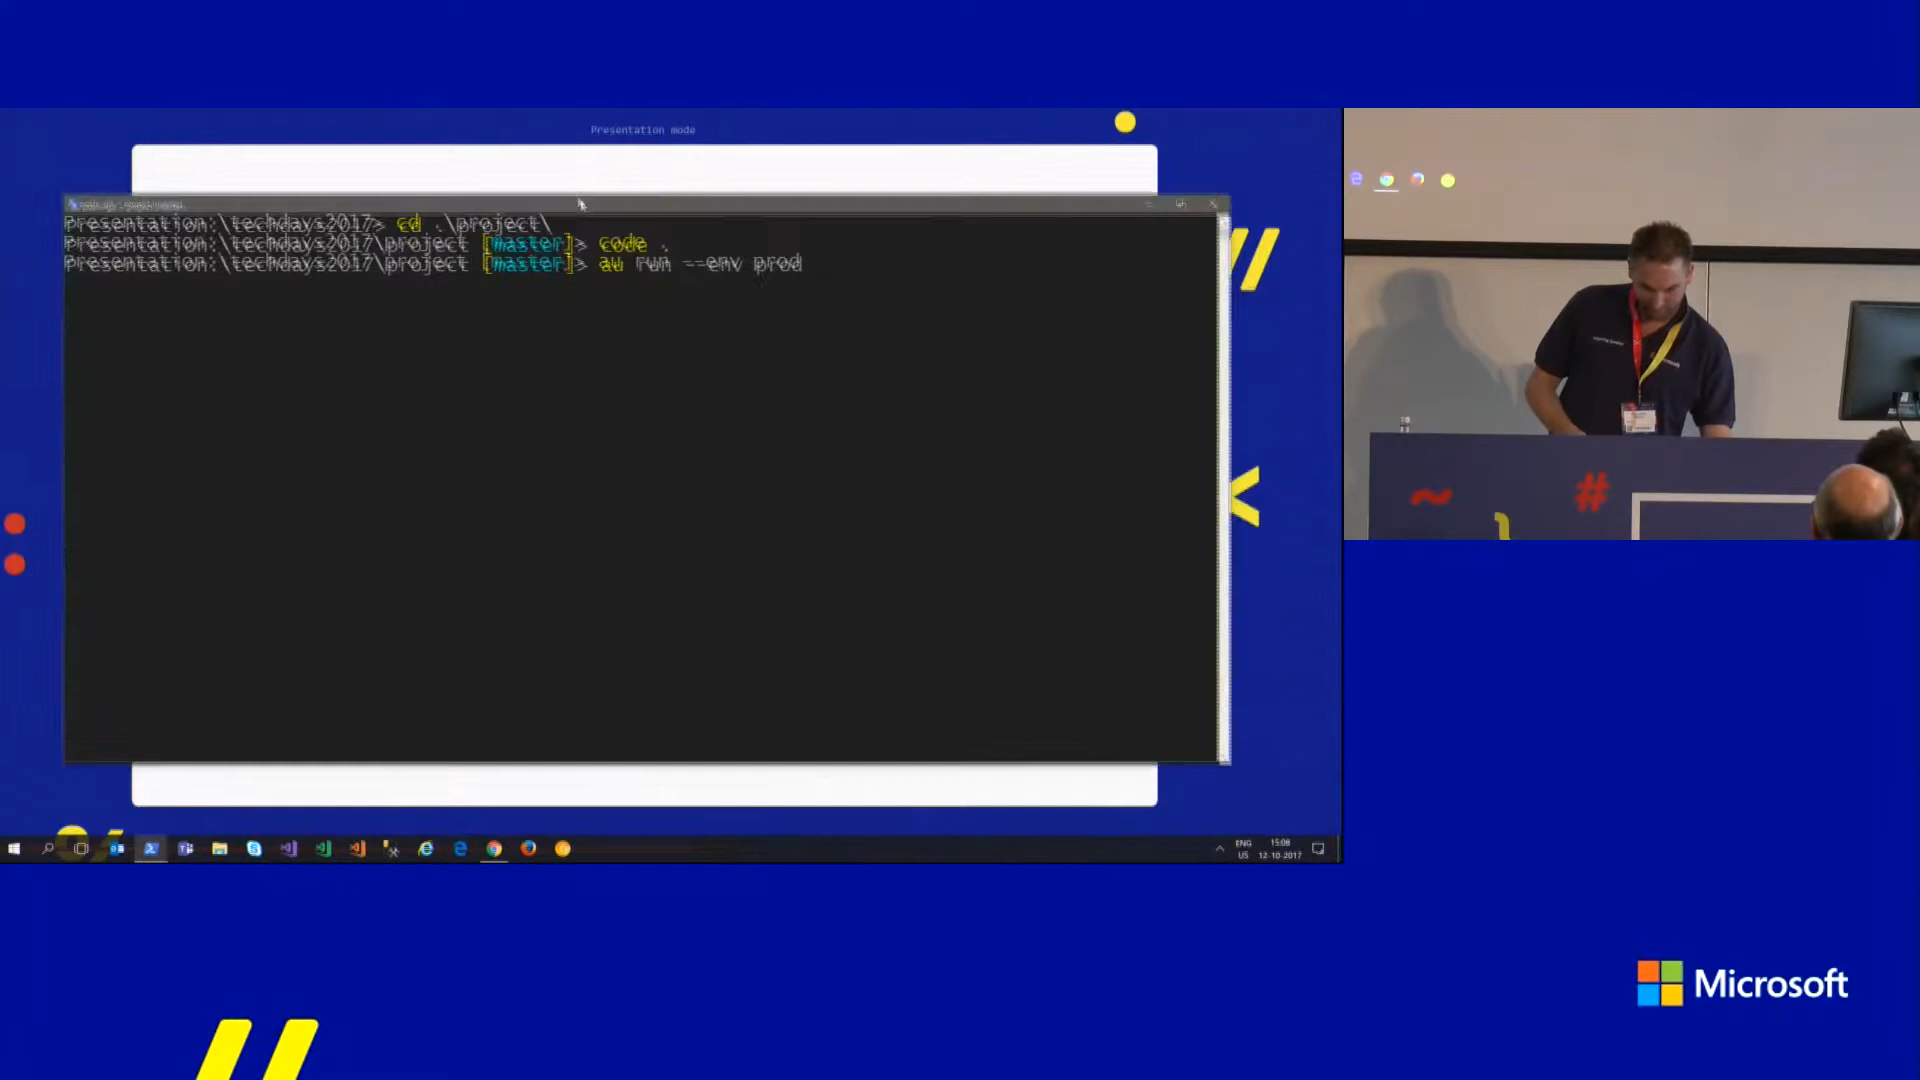 Presentation mode
Presentation:\techdays2017> cd .\project\
Presentation:\techdays2017\project [master]> code .
Presentation:\techdays2017\project [master]> au run --env prod
ENG
US
15:08
12-10-2017
~ #
Microsoft